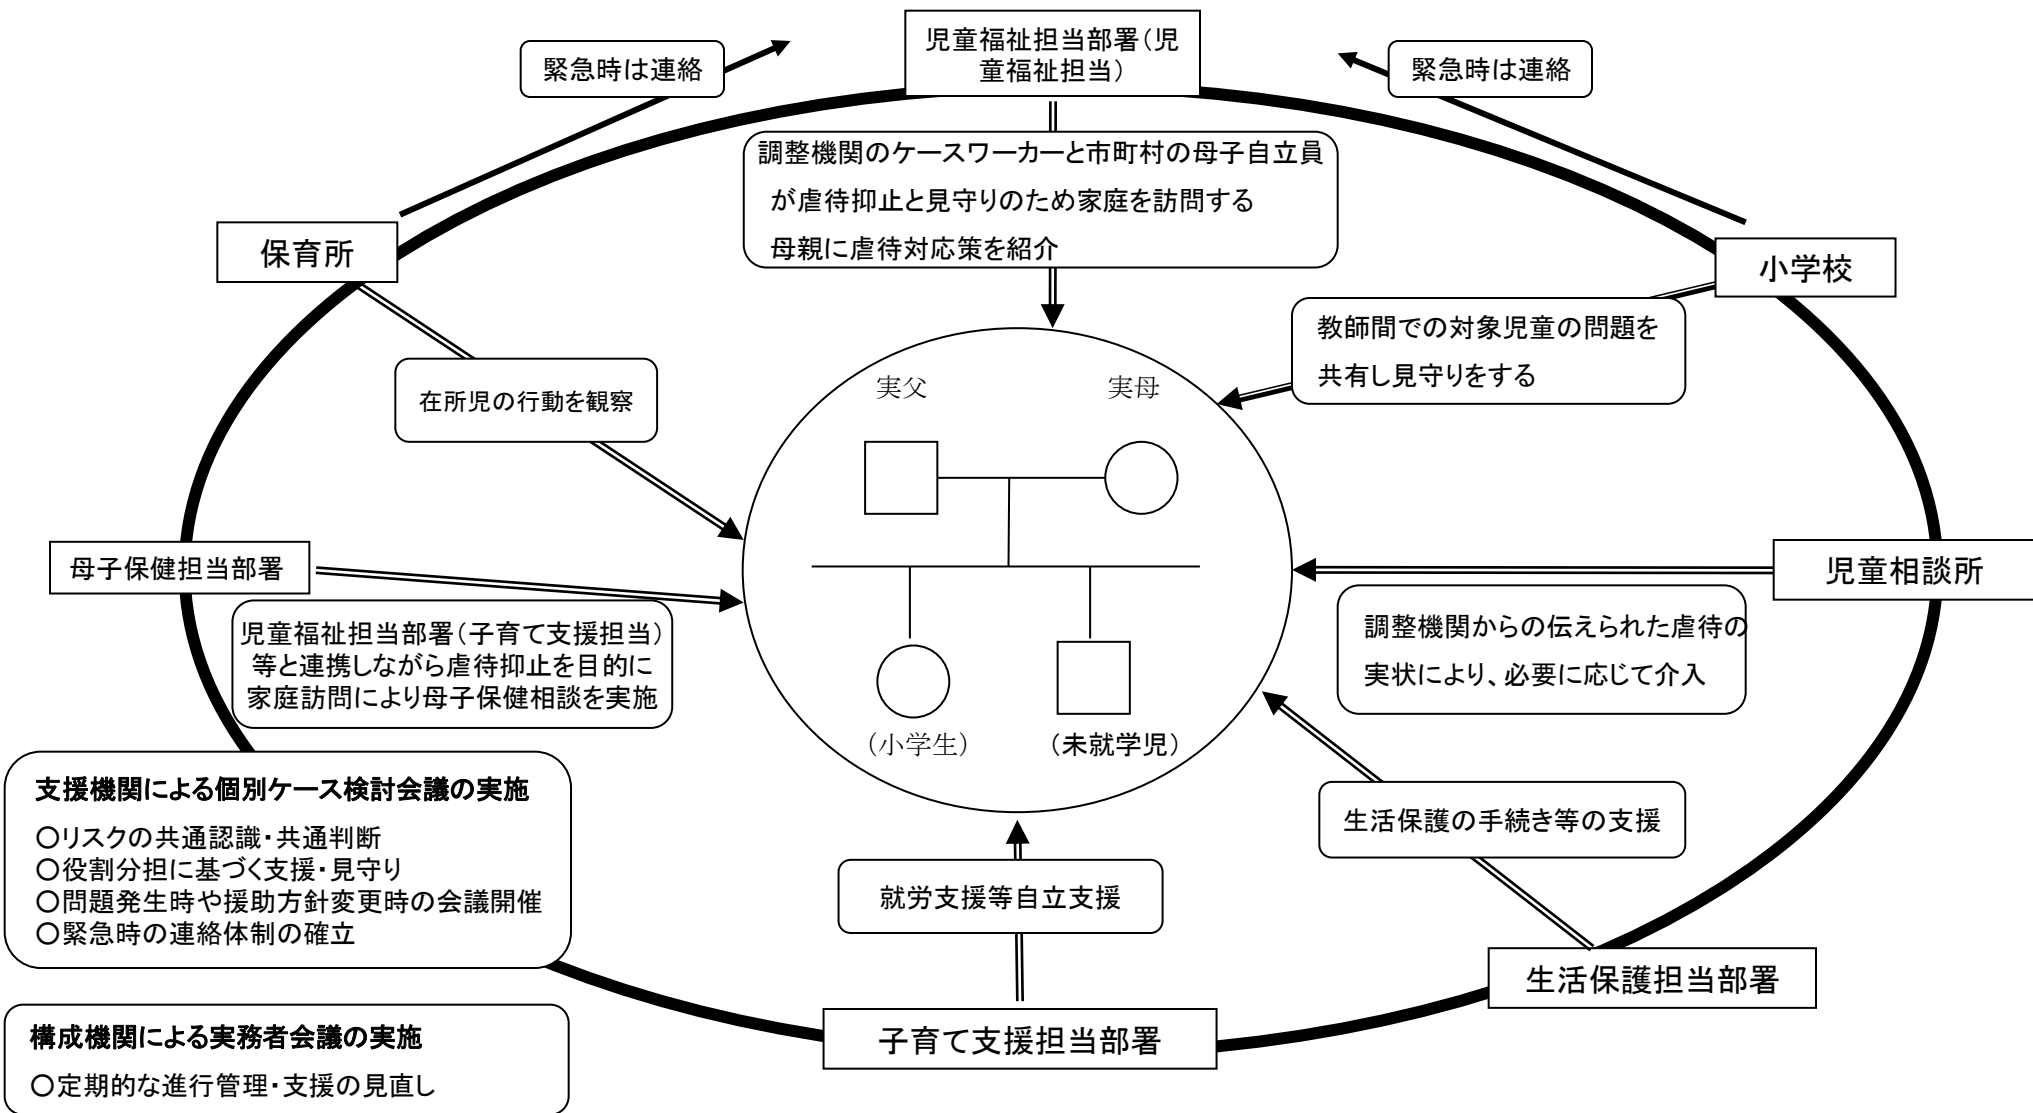 児童福祉担当部署（児
童福祉担当）
緊急時は連絡
緊急時は連絡
調整機関のケースワーカーと市町村の母子自立員
が虐待抑止と見守りのため家庭を訪問する
母親に虐待対応策を紹介
保育所
小学校
教師間での対象児童の問題を
共有し見守りをする
在所児の行動を観察
実父
実母
母子保健担当部署
児童相談所
児童福祉担当部署（子育て支援担当）
等と連携しながら虐待抑止を目的に
家庭訪問により母子保健相談を実施
調整機関からの伝えられた虐待の
実状により、必要に応じて介入
（小学生）
（未就学児）
支援機関による個別ケース検討会議の実施
○リスクの共通認識・共通判断
○役割分担に基づく支援・見守り
○問題発生時や援助方針変更時の会議開催
○緊急時の連絡体制の確立
生活保護の手続き等の支援
就労支援等自立支援
生活保護担当部署
子育て支援担当部署
構成機関による実務者会議の実施
○定期的な進行管理・支援の見直し